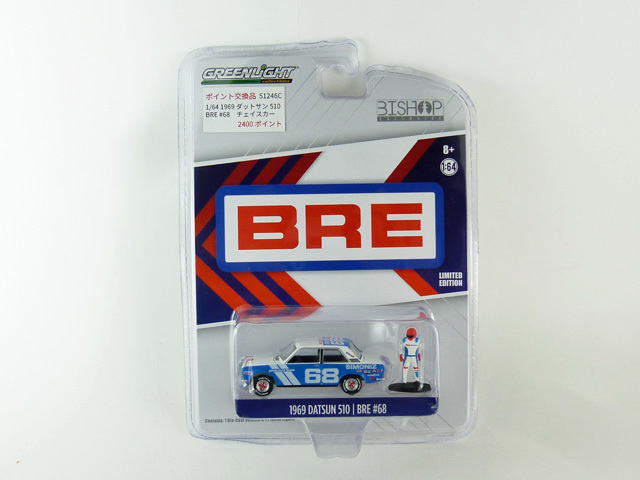 GREENLIGHT
collectibles
ポイント交換品 51246C
1/64 1969 ダットサン 510
BRE #68 チェイスカー
2400 ポイント
BISHOP
8+
1:64
BRE
LIMITED
EDITION
SIMONIZ
68
1969 DATSUN 510 | BRE #68